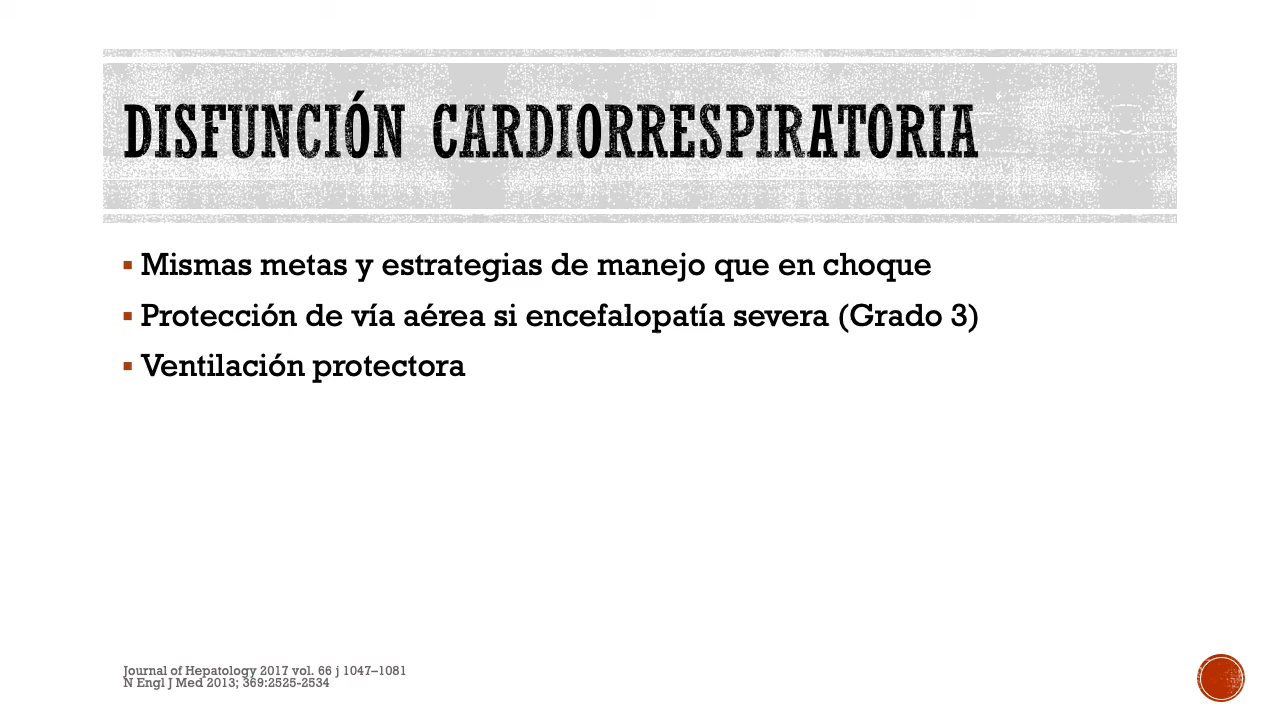 DISFUNCIÓN CARDIORRESPIRATORIA
▪ Mismas metas y estrategias de manejo que en choque
▪ Protección de vía aérea si encefalopatía severa (Grado 3)
▪ Ventilación protectora
Journal of Hepatology 2017 vol. 66 j 1047–1081
N Engl J Med 2013; 369:2525-2534